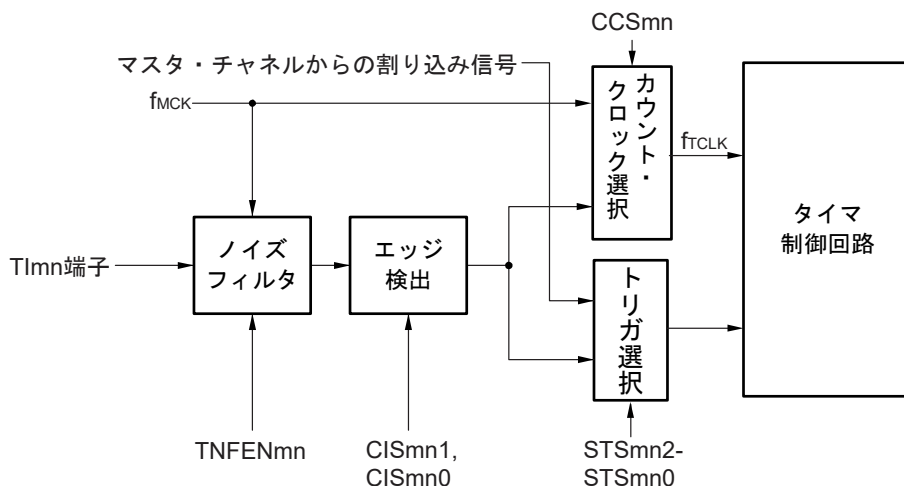 CCSmn
マスタ・チャネルからの割り込み信号
fMCK
カウント・
クロック選択
fTCLK
タイマ
制御回路
TImn端子
ノイズ
フィルタ
エッジ
検出
トリガ選択
TNFENmn
CISmn1,
CISmn0
STSmn2-
STSmn0